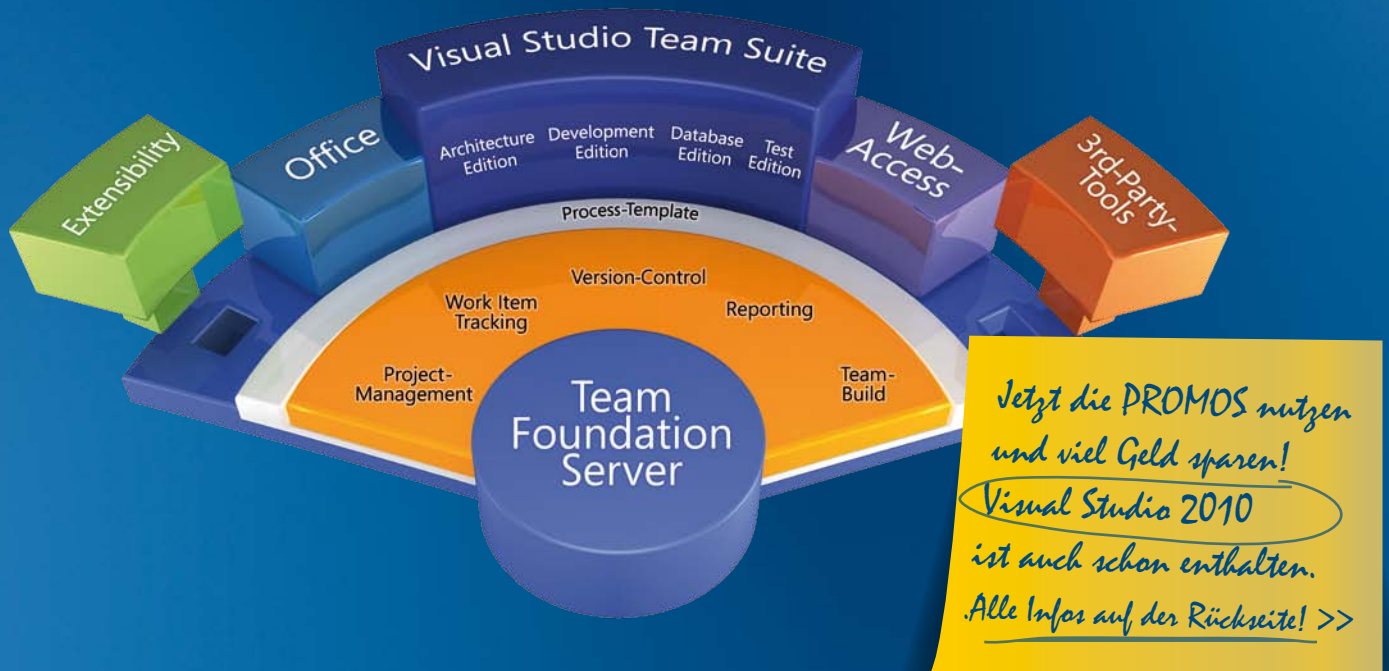 Visual Studio Team Suite
Extensibility
Office
Architecture
Edition
Development
Edition
Database
Edition
Test
Edition
Web-
Access
3rd-Party-
Tools
Process-Template
Version-Control
Work Item
Tracking
Reporting
Project-
Management
Team-
Build
Team
Foundation
Server
Jetzt die PROMOS nutzen
und viel Geld sparen!
Visual Studio 2010
ist auch schon enthalten.
.Alle Infos auf der Rückseite! >>